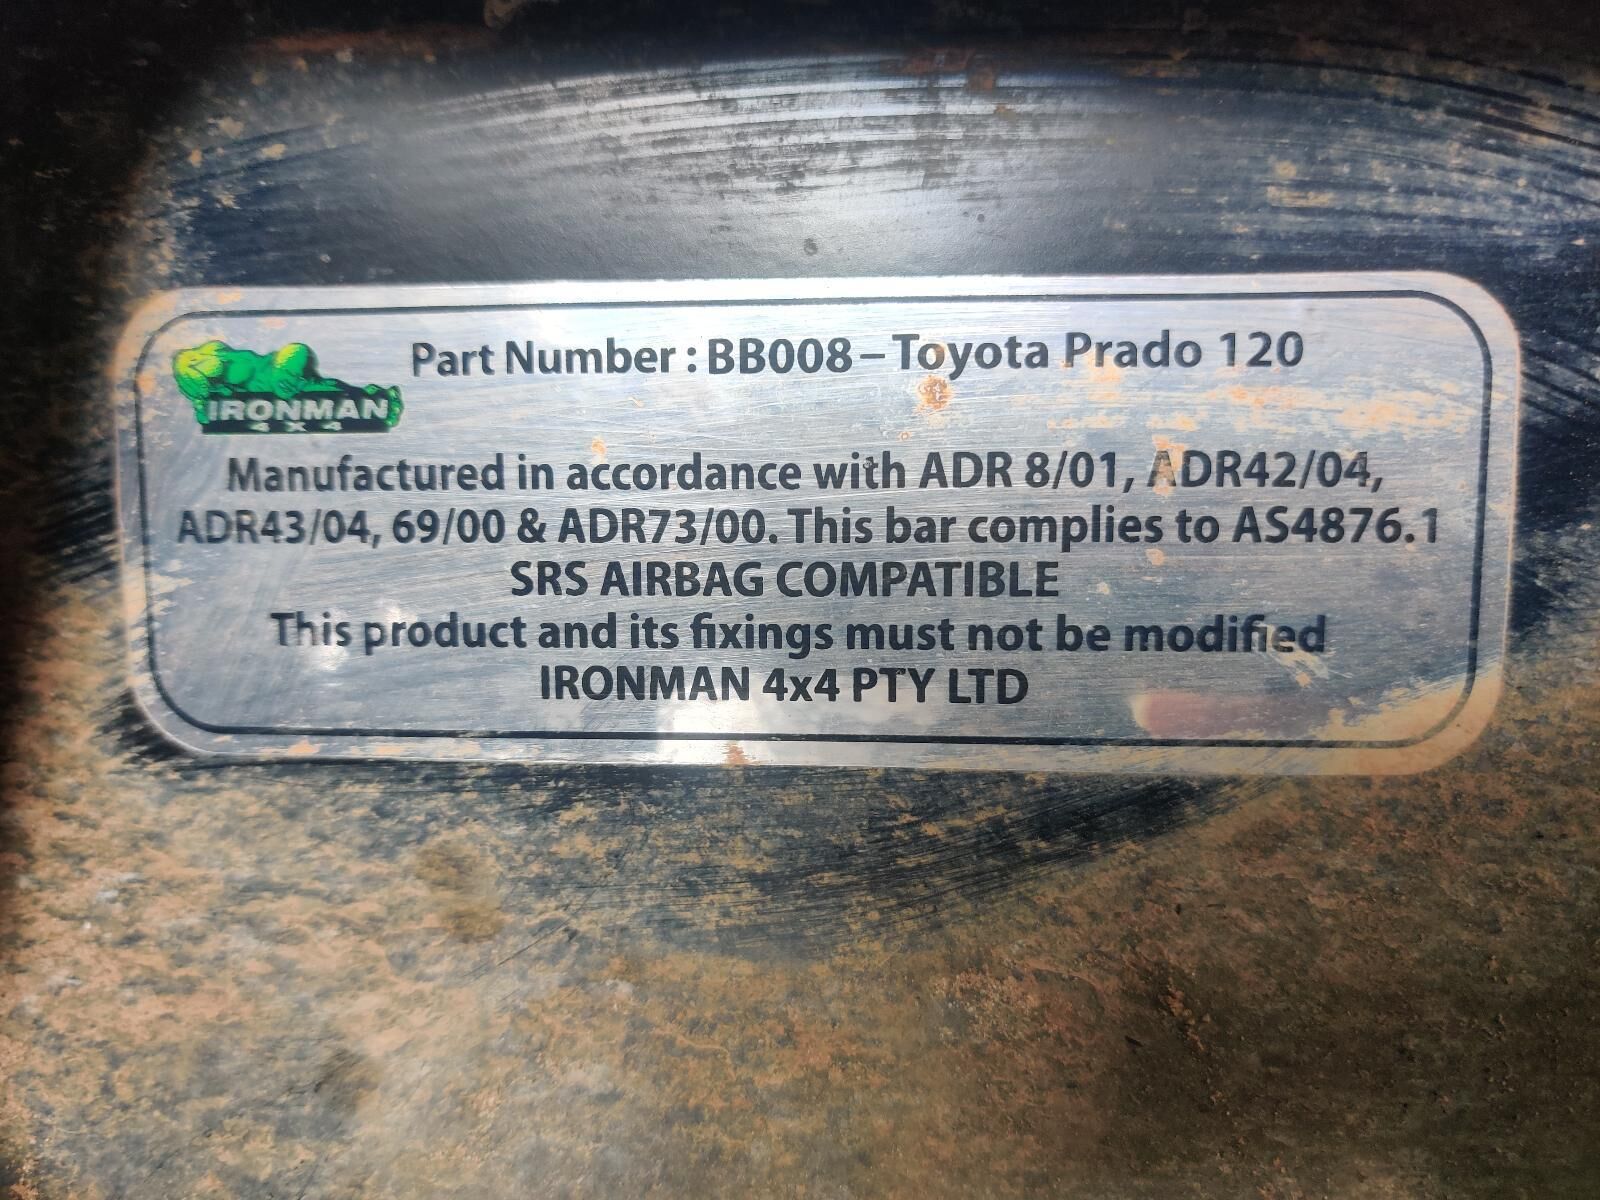 Part Number : BB008 – Toyota Prado 120
IRONMAN
4 X 4
Manufactured in accordance with ADR 8/01, ADR42/04,
ADR43/04, 69/00 & ADR73/00. This bar complies to AS4876.1
SRS AIRBAG COMPATIBLE
This product and its fixings must not be modified
IRONMAN 4x4 PTY LTD